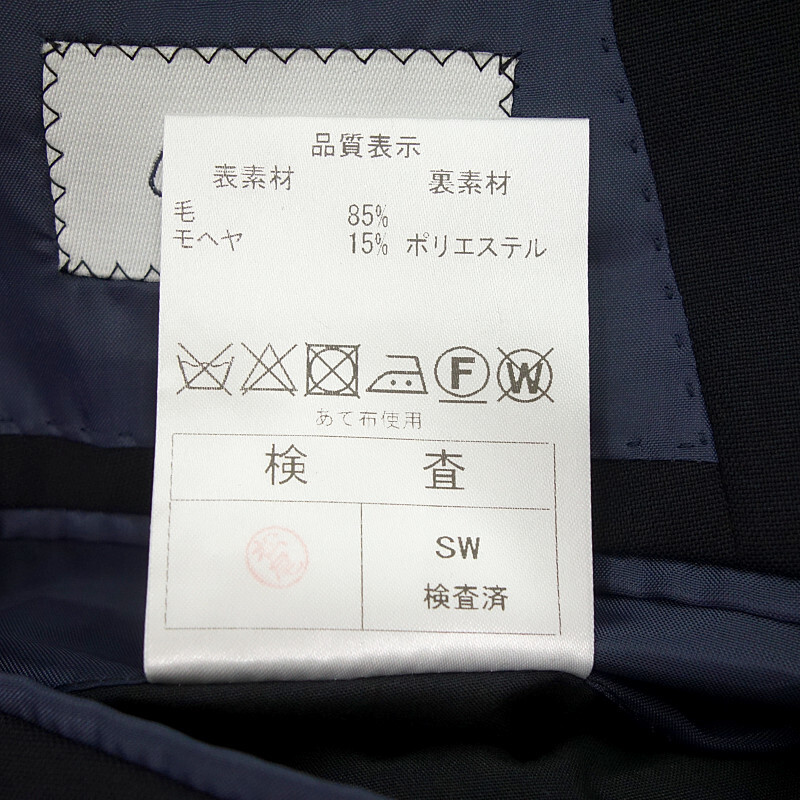 品質表示
表素材 裏素材
毛 85%
モヘヤ 15% ポリエステル
F W
あて布使用
検 査
SW
検査済